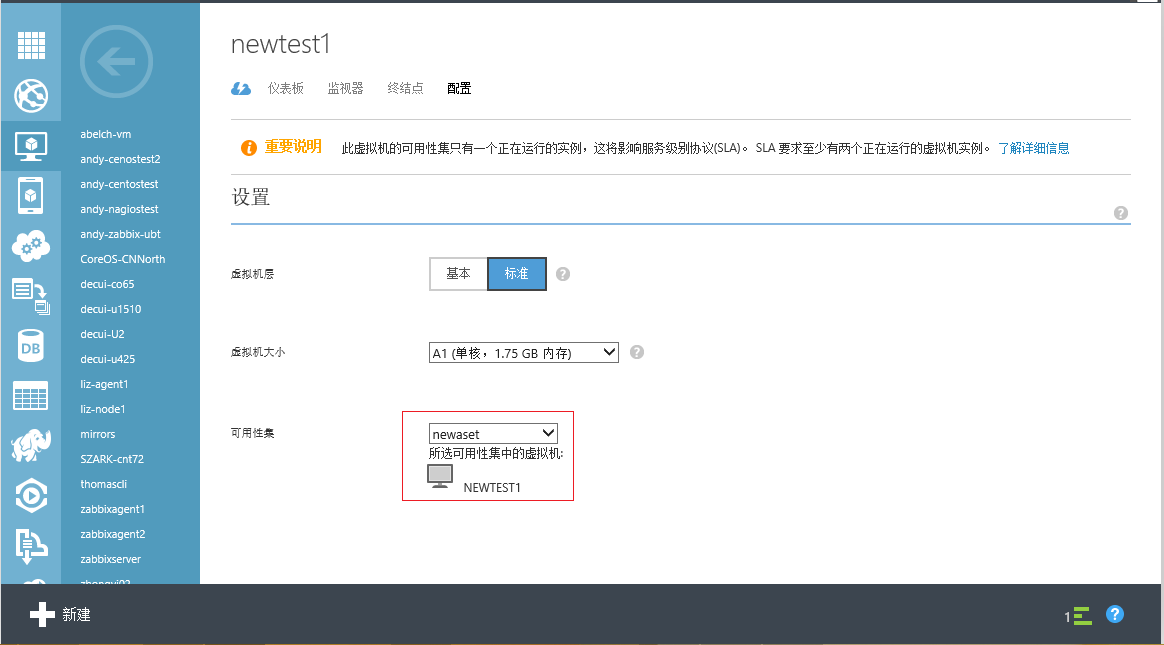 abelch-vm
andy-cenostest2
andy-centostest
andy-nagiostest
andy-zabbix-ubt
CoreOS-CNNorth
decui-co65
decui-u1510
decui-U2
decui-u425
liz-agent1
liz-node1
mirrors
SZARK-cnt72
thomascli
zabbixagent1
zabbixagent2
zabbixserver
DB
newtest1
仪表板 监视器 终结点 配置
重要说明 此虚拟机的可用性集只有一个正在运行的实例，这将影响服务级别协议(SLA)。 SLA 要求至少有两个正在运行的虚拟机实例。 了解详细信息
设置
?
虚拟机层 基本 标准 ?
虚拟机大小 A1 (单核，1.75 GB 内存) ?
可用性集 newaset
所选可用性集中的虚拟机:
NEWTEST1
新建 1 ?